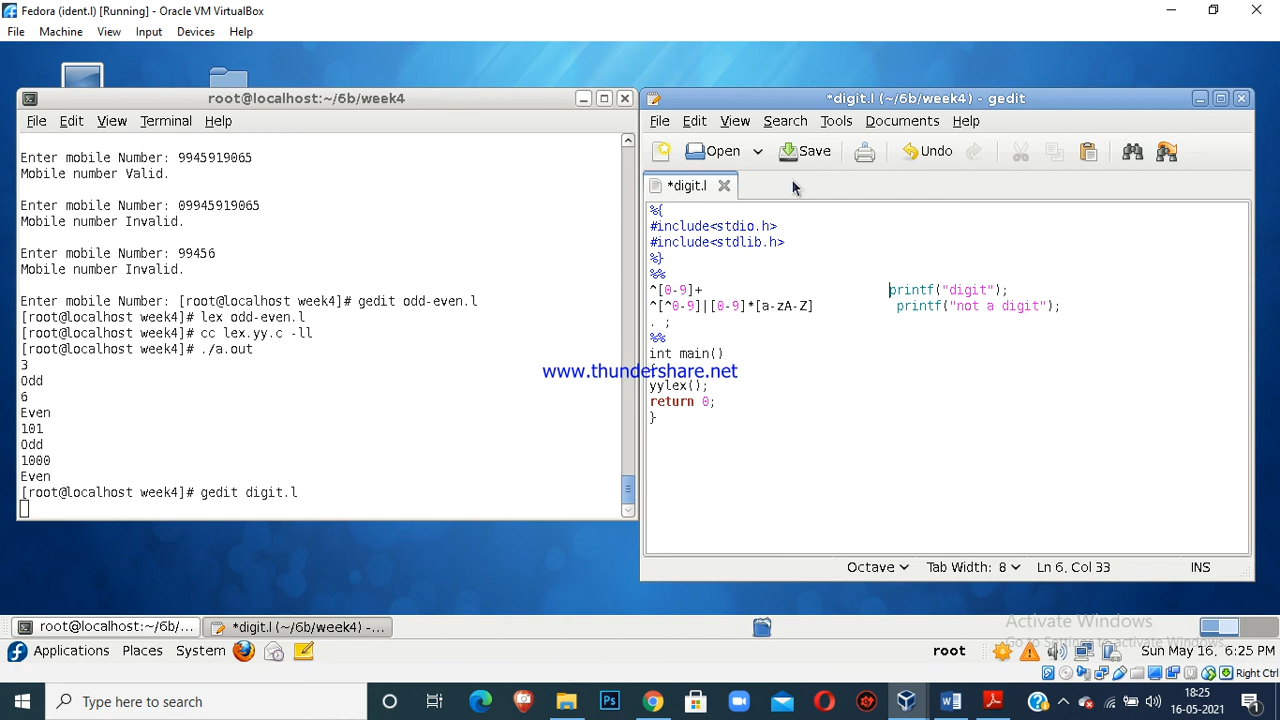 Fedora (ident.l) [Running] - Oracle VM VirtualBox
File Machine View Input Devices Help
root@localhost:~/6b/week4
File Edit View Terminal Help
Enter mobile Number: 9945919065
Mobile number Valid.
Enter mobile Number: 09945919065
Mobile number Invalid.
Enter mobile Number: 99456
Mobile number Invalid.
Enter mobile Number: [root@localhost week4]# gedit odd-even.l
[root@localhost week4]# lex odd-even.l
[root@localhost week4]# cc lex.yy.c -ll
[root@localhost week4]# ./a.out
3
Odd
6
Even
101
Odd
1000
Even
[root@localhost week4]# gedit digit.l
*digit.l (~/6b/week4) - gedit
File Edit View Search Tools Documents Help
Open Save Undo
*digit.l
%{
#include<stdio.h>
#include<stdlib.h>
%}
%%
^[0-9]+ printf("digit");
^[^0-9]|[0-9]*[a-zA-Z] printf("not a digit");
. ;
%%
int main()
{
yylex();
return 0;
}
www.thundershare.net
Octave Tab Width: 8 Ln 6, Col 33 INS
Activate Windows
Go to Settings to activate Windows.
root@localhost:~/6b/... *digit.l (~/6b/week4) -...
Applications Places System root Sun May 16, 6:25 PM
Right Ctrl
Type here to search
18:25
16-05-2021